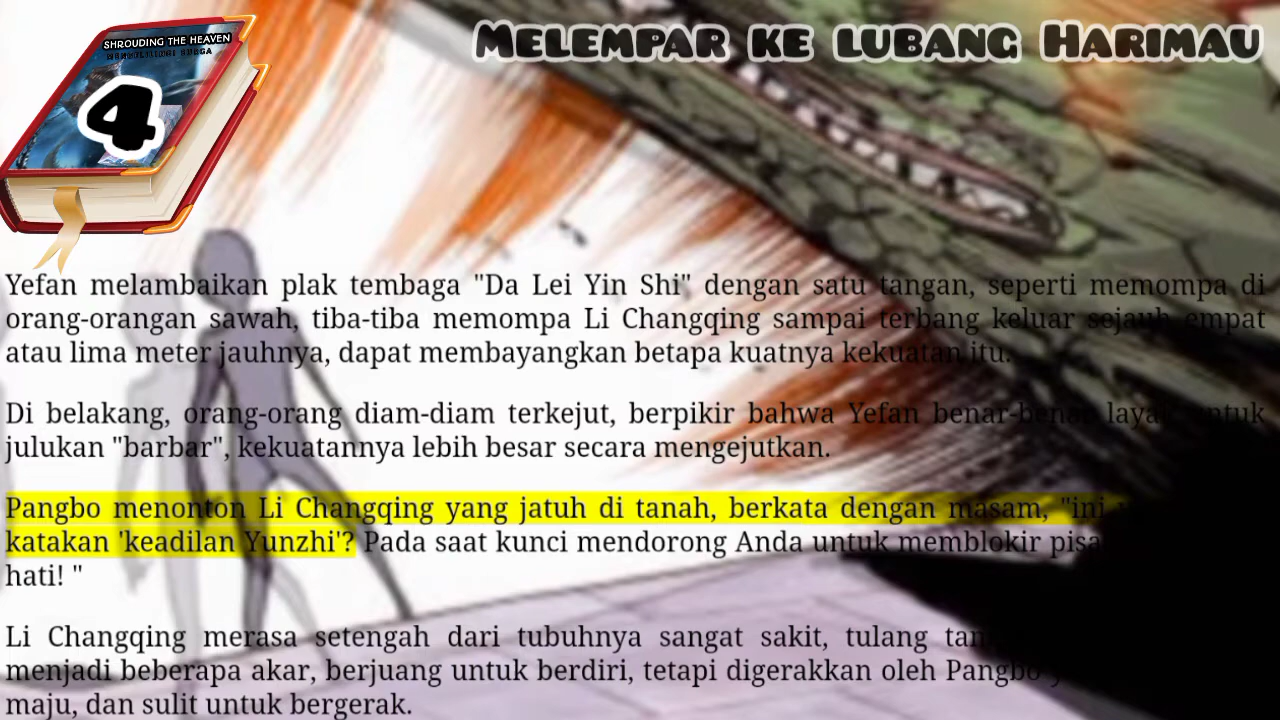 SHROUDING THE HEAVEN
4
Melempar ke lubang Harimau
Yefan melambaikan plak tembaga "Da Lei Yin Shi" dengan satu tangan, seperti memompa di
orang-orangan sawah, tiba-tiba memompa Li Changqing sampai terbang keluar sejauh empat
atau lima meter jauhnya, dapat membayangkan betapa kuatnya kekuatan itu.
Di belakang, orang-orang diam-diam terkejut, berpikir bahwa Yefan benar-benar layak untuk
julukan "barbar", kekuatannya lebih besar secara mengejutkan.
Pangbo menonton Li Changqing yang jatuh di tanah, berkata dengan masam, "ini
katakan 'keadilan Yunzhi'? Pada saat kunci mendorong Anda untuk memblokir
hati! "
Li Changqing merasa setengah dari tubuhnya sangat sakit, tulang
menjadi beberapa akar, berjuang untuk berdiri, tetapi digerakkan oleh Pangbo
maju, dan sulit untuk bergerak.